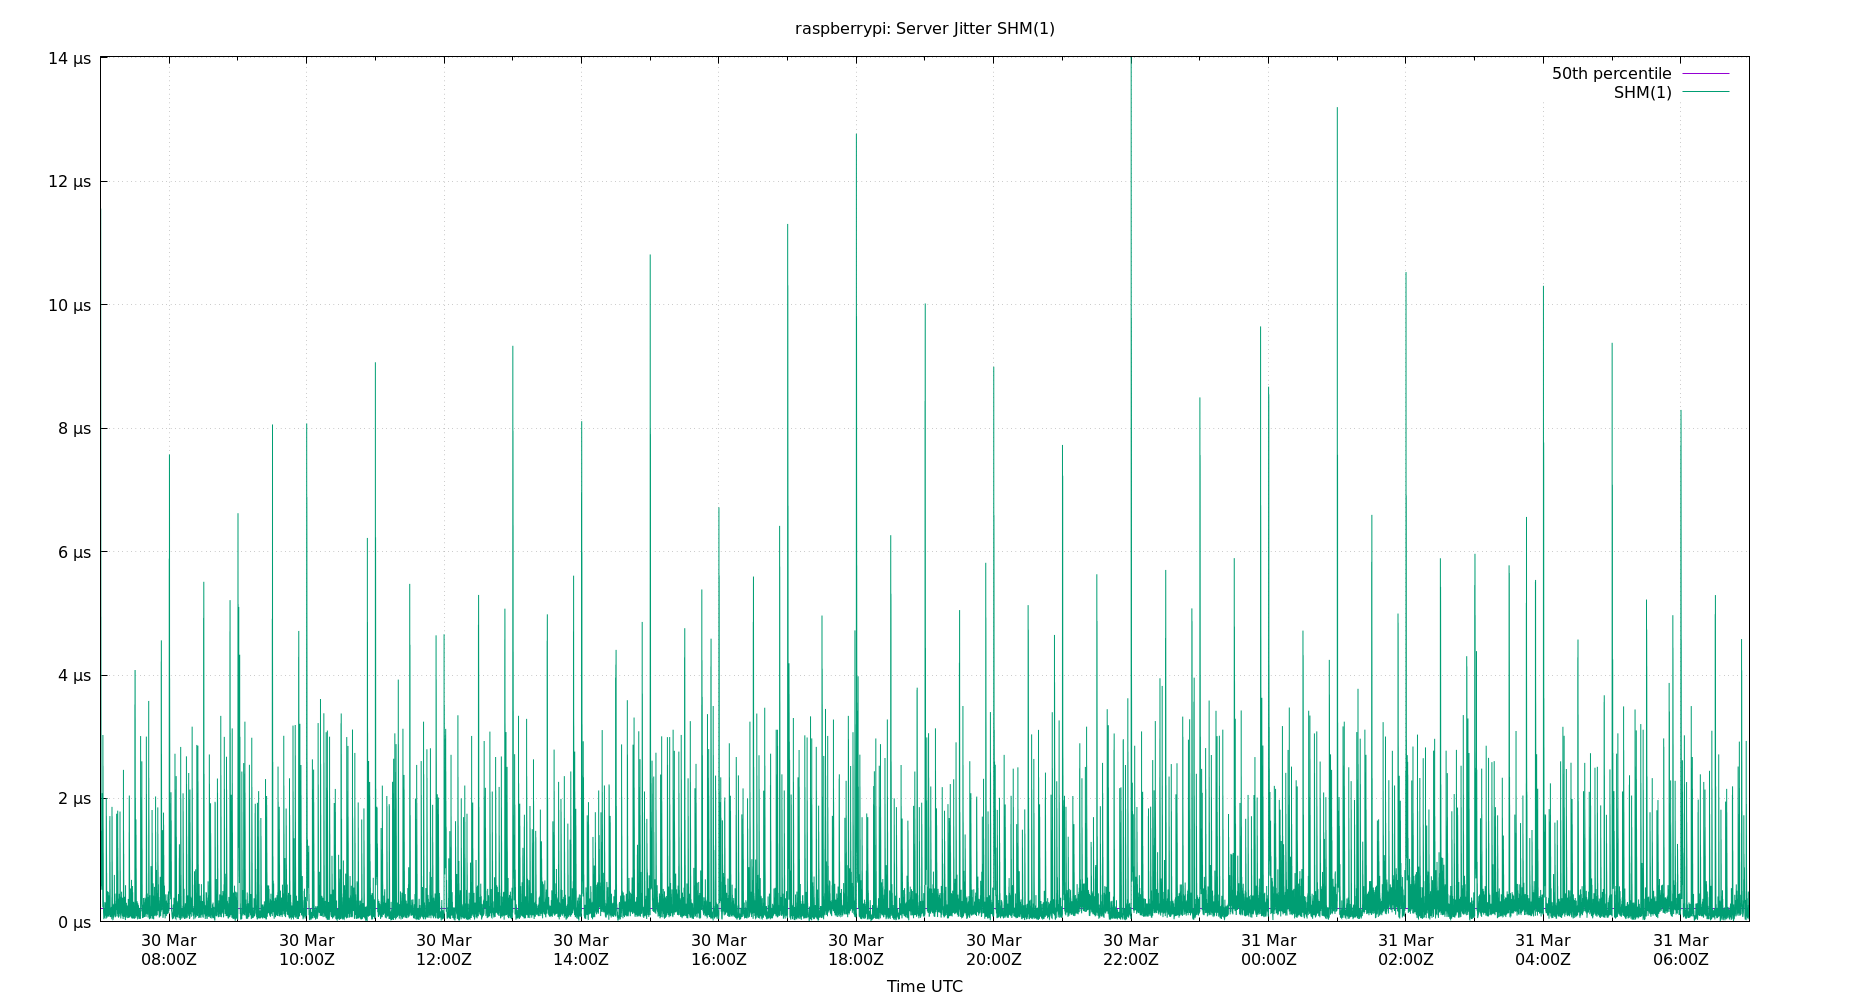 raspberrypi: Server Jitter SHM(1)
14 µs
12 µs
10 µs
8 µs
6 µs
4 µs
2 µs
0 µs
50th percentile
SHM(1)
30 Mar 30 Mar 30 Mar 30 Mar 30 Mar 30 Mar 30 Mar 30 Mar 31 Mar 31 Mar 31 Mar 31 Mar
08:00Z 10:00Z 12:00Z 14:00Z 16:00Z 18:00Z 20:00Z 22:00Z 00:00Z 02:00Z 04:00Z 06:00Z
Time UTC